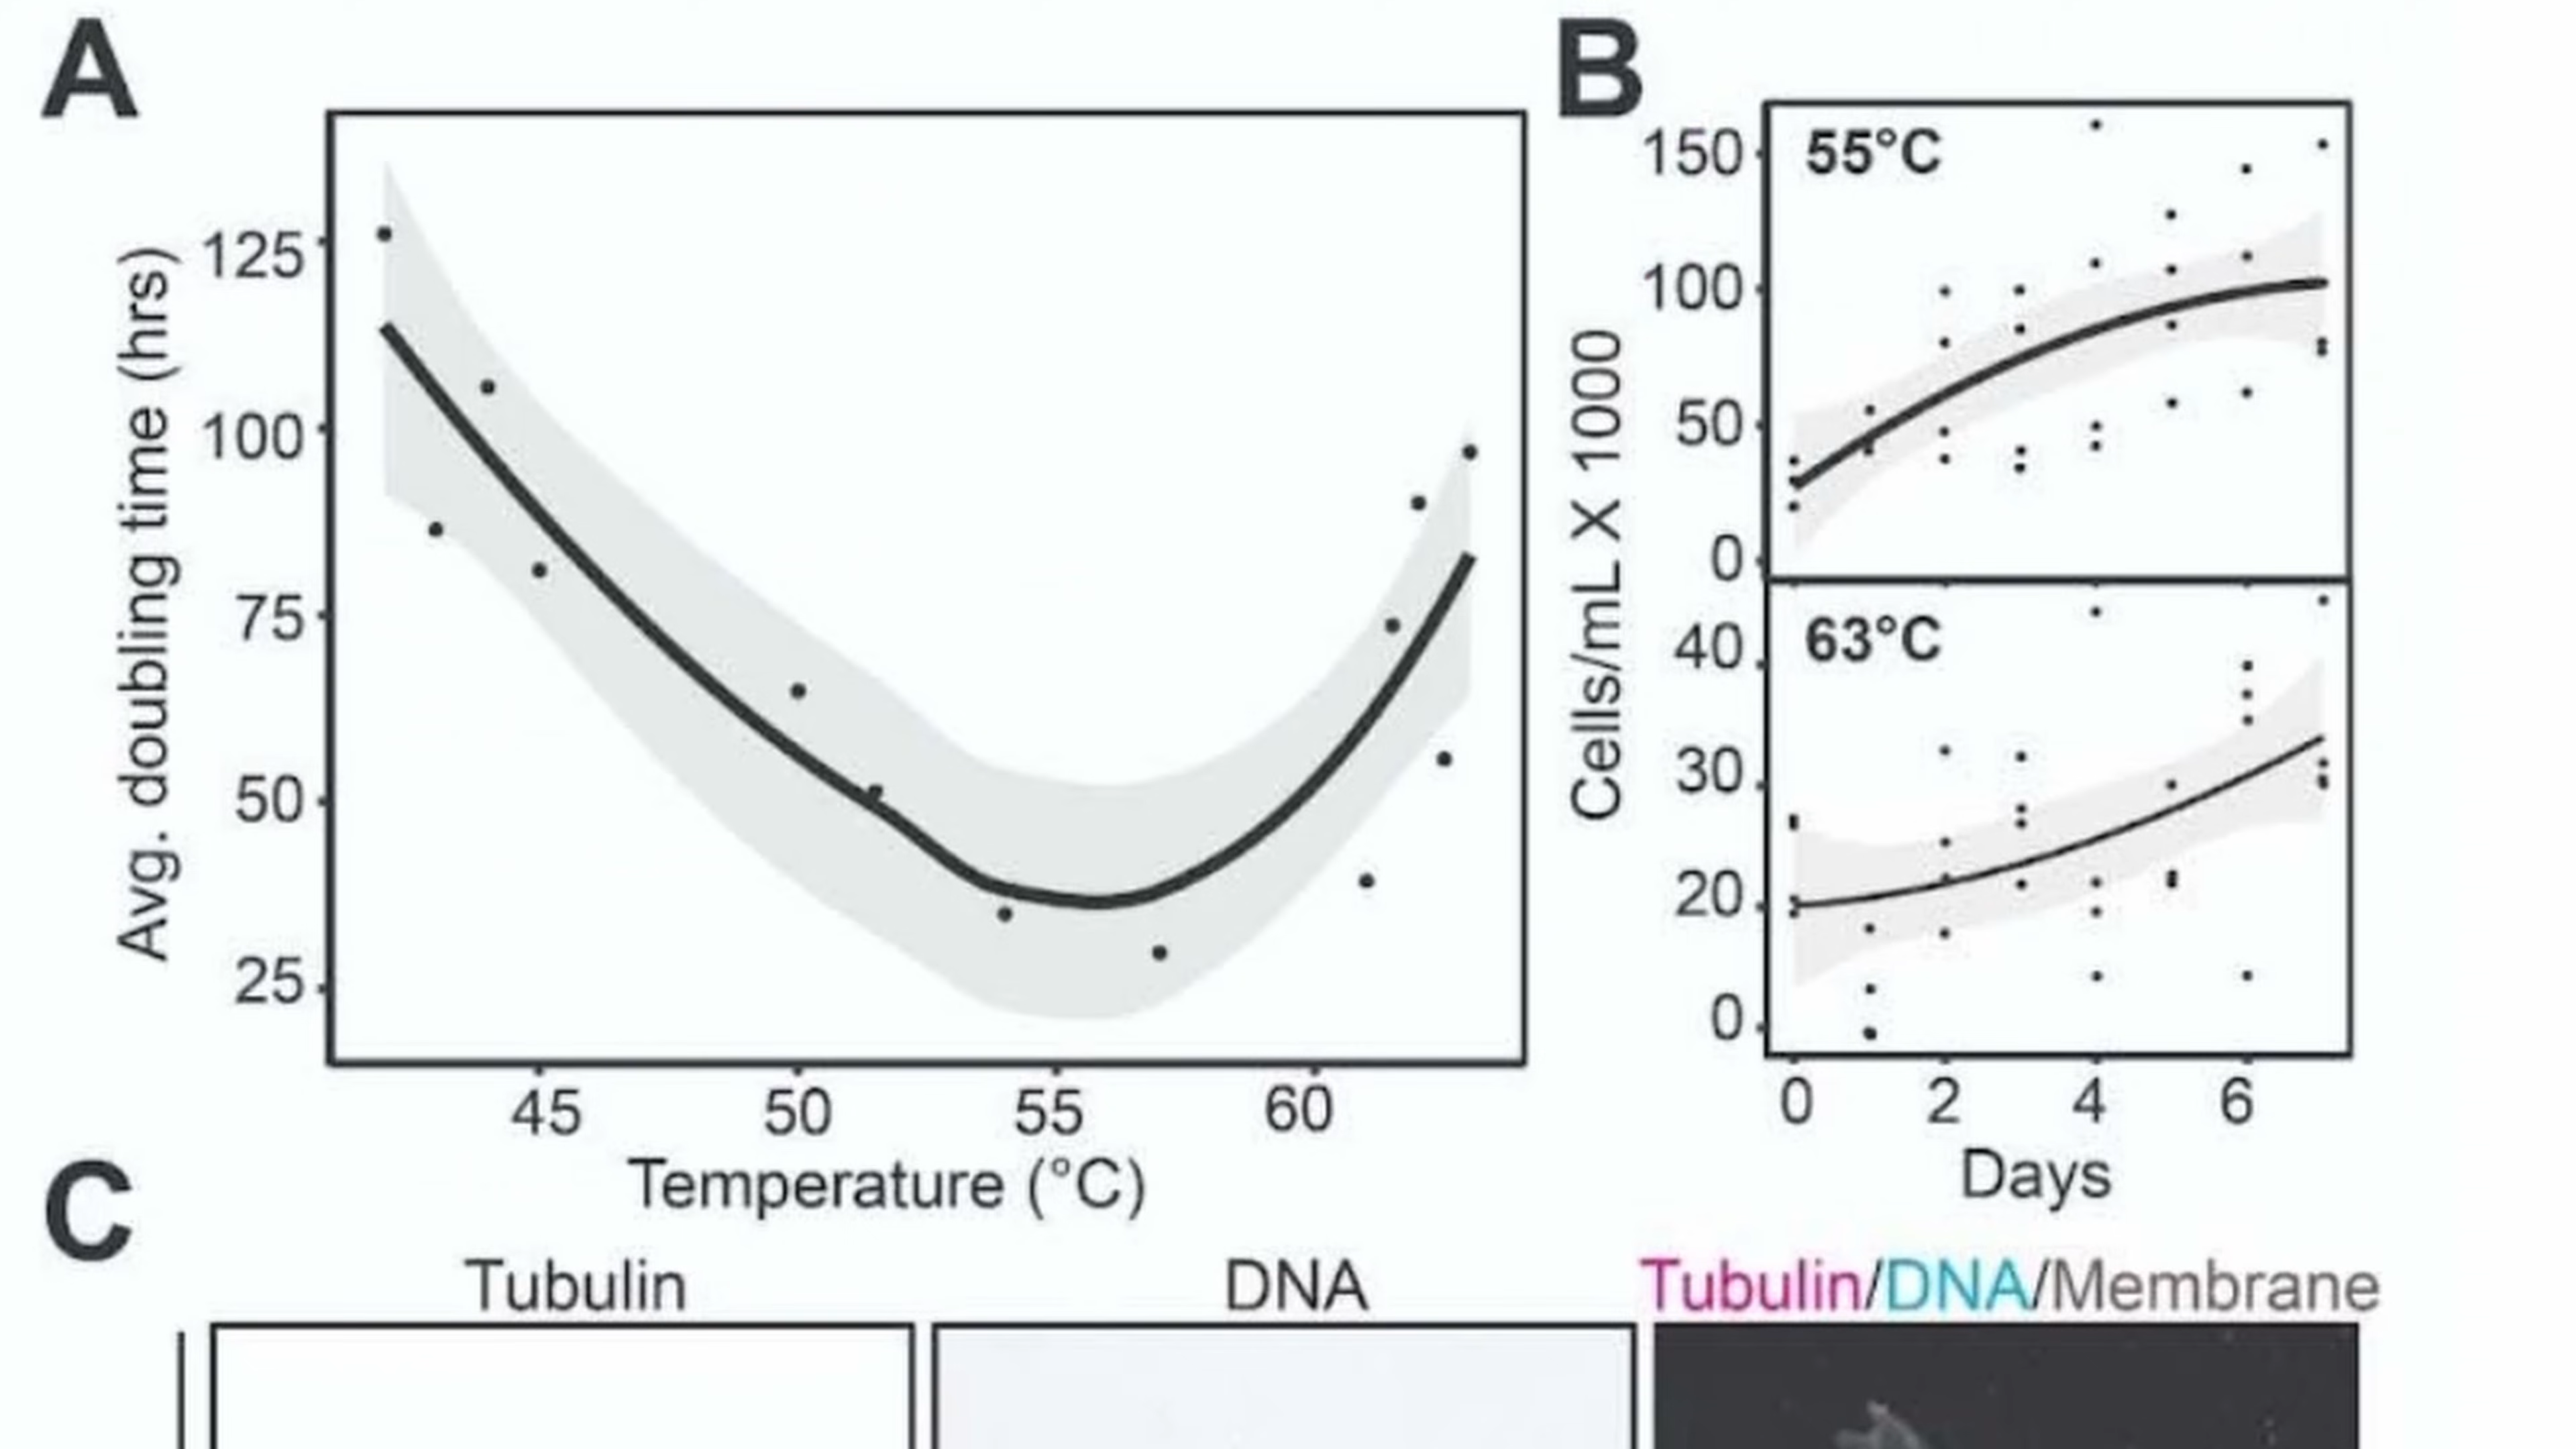 A
Avg. doubling time (hrs)
125
100
75
50
25
45 50 55 60
Temperature (°C)
B
Cells/mL X 1000
55°C
150
100
50
0
63°C
40
30
20
0
0 2 4 6
Days
C
Tubulin
DNA
Tubulin/DNA/Membrane